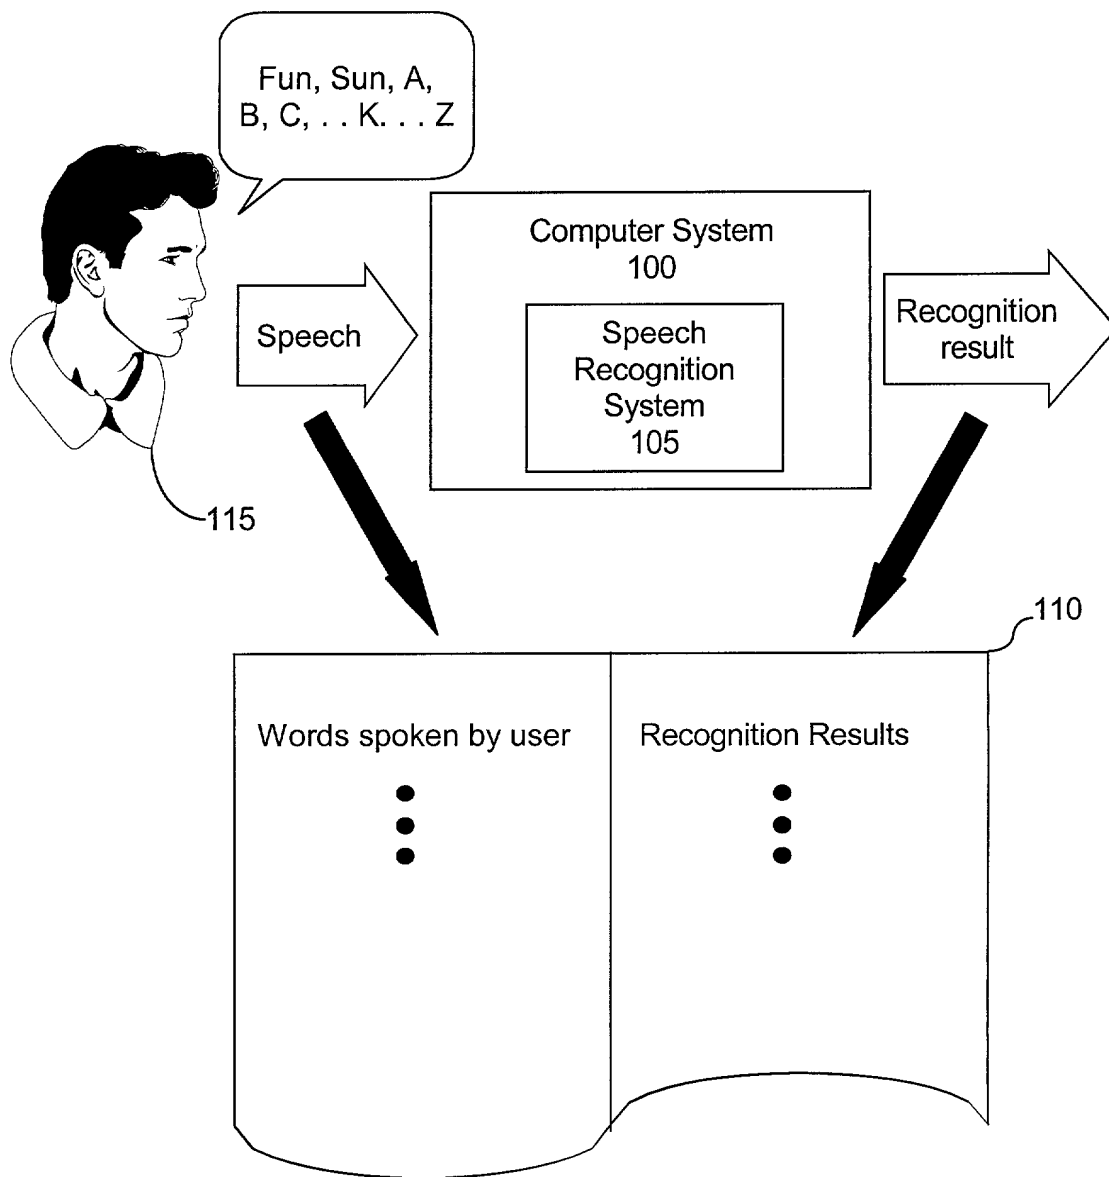 Fun, Sun, A,
B, C, . . K. . . Z
Computer System
100
Speech
Recognition
System
105
Speech
Recognition
result
115
110
Words spoken by user
Recognition Results